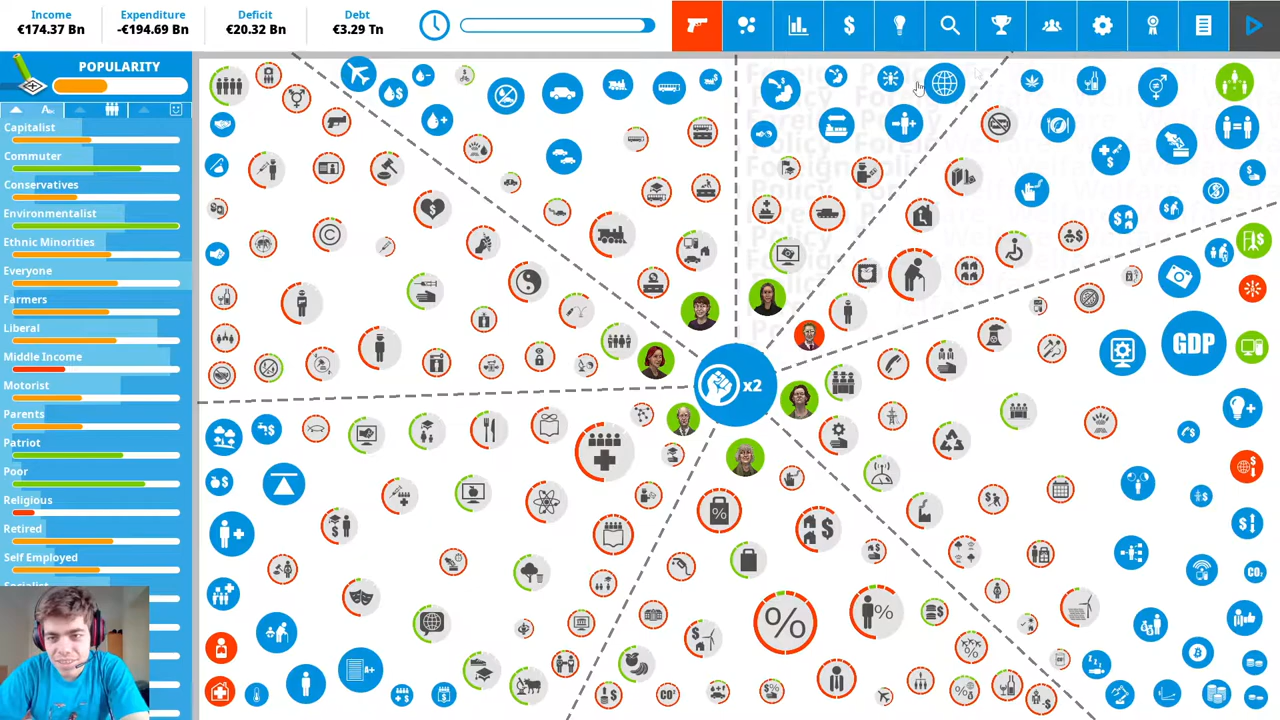 Income Expenditure Deficit Debt
€174.37 Bn -€194.69 Bn €20.32 Bn €3.29 Tn
POPULARITY
Capitalist
Commuter
Conservatives
Environmentalist
Ethnic Minorities
Everyone
Farmers
Liberal
Middle Income
Motorist
Parents
Patriot
Poor
Religious
Retired
Self Employed
x2
GDP
CO²
CO²